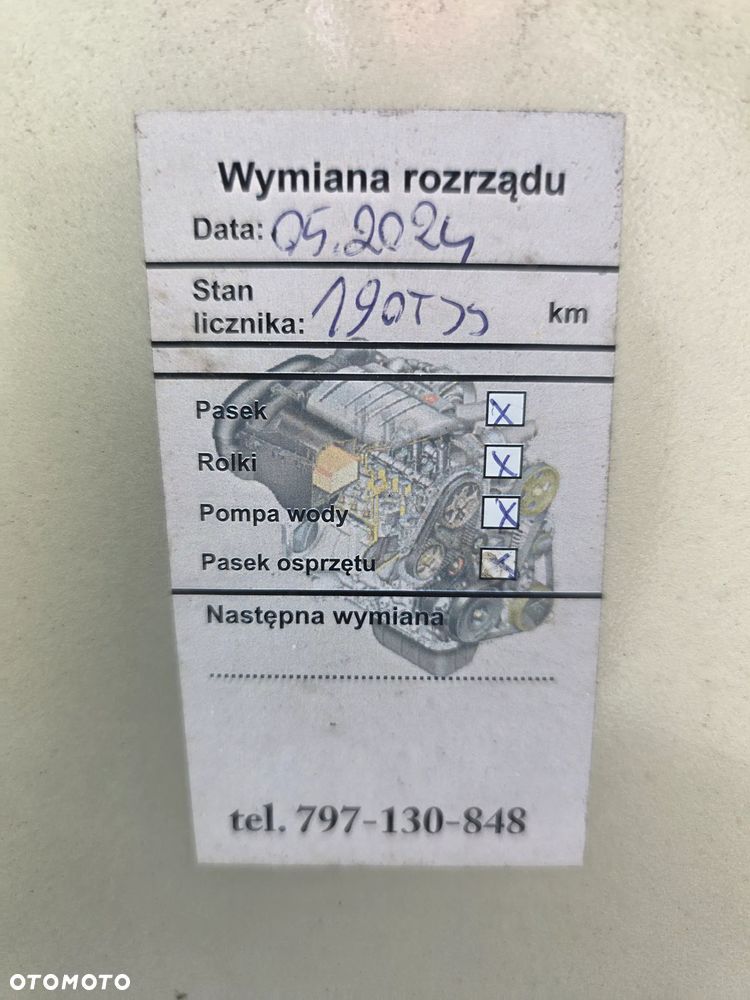 Wymiana rozrządu
Data: 05.2024
Stan
licznika: 190TYS km
Pasek X
Rolki X
Pompa wody X
Pasek osprzętu X
Następna wymiana
tel. 797-130-848
OTOMOTO